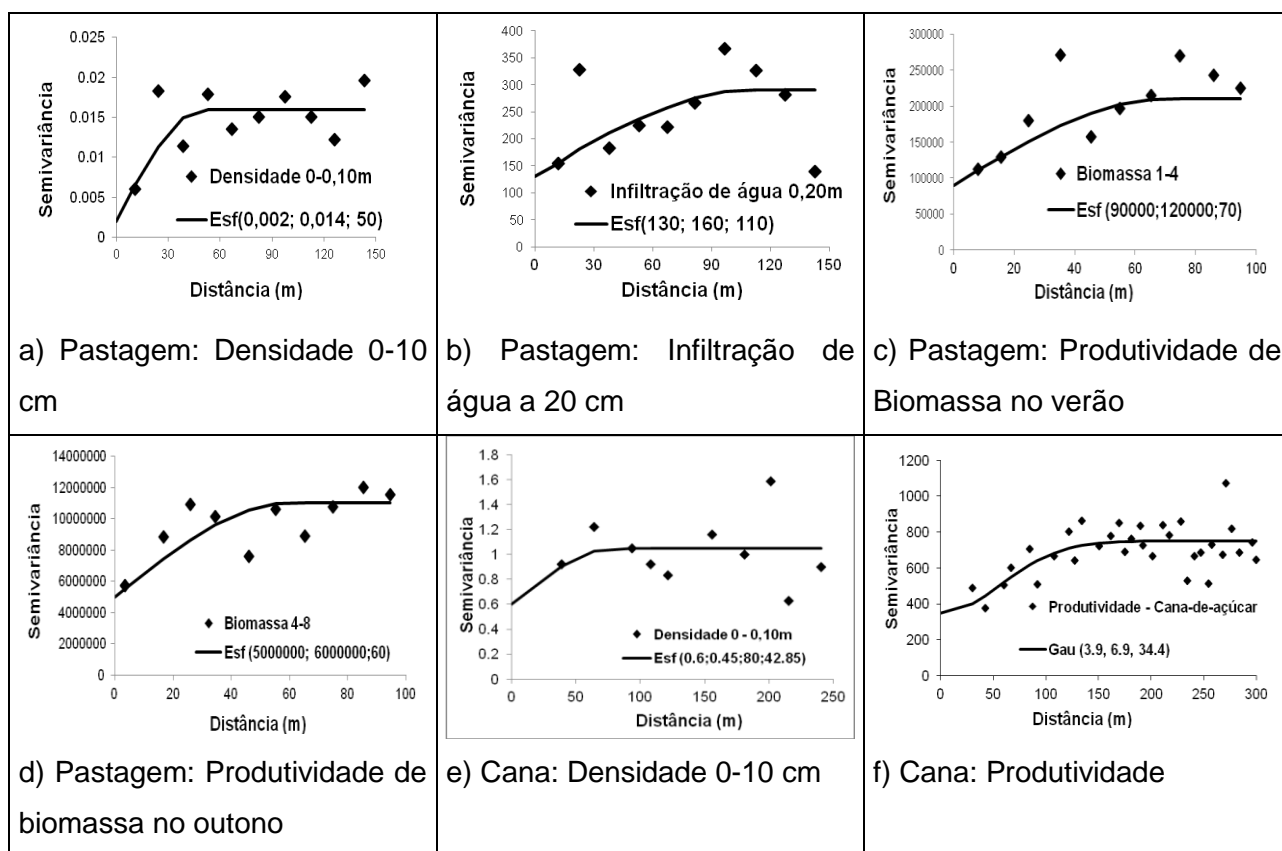 Semivariância
0.025
0.02
0.015
0.01
0.005
0
0 30 60 90 120 150
Densidade 0-0,10m
Esf(0,002; 0,014; 50)
Distância (m)
a) Pastagem: Densidade 0-10
cm
Semivariância
400
350
300
250
200
150
100
50
0
0 30 60 90 120 150
Infiltração de água 0,20m
Esf(130; 160; 110)
Distância (m)
b) Pastagem: Infiltração de
água a 20 cm
Semivariância
300000
250000
200000
150000
100000
50000
0
0 20 40 60 80 100
Biomassa 1-4
Esf (90000;120000;70)
Distância (m)
c) Pastagem: Produtividade de
Biomassa no verão
Semivariância
14000000
12000000
10000000
8000000
6000000
4000000
2000000
0
0 20 40 60 80 100
Biomassa 4-8
Esf (5000000; 6000000;60)
Distância (m)
d) Pastagem: Produtividade de
biomassa no outono
Semivariância
1.8
1.6
1.4
1.2
1
0.8
0.6
0.4
0.2
0
0 50 100 150 200 250
Densidade 0 - 0,10m
Esf (0.6;0.45;80;42.85)
Distância (m)
e) Cana: Densidade 0-10 cm
Semivariância
1200
1000
800
600
400
200
0
0 50 100 150 200 250 300
Produtividade - Cana-de-açúcar
Gau (3.9, 6.9, 34.4)
Distância (m)
f) Cana: Produtividade